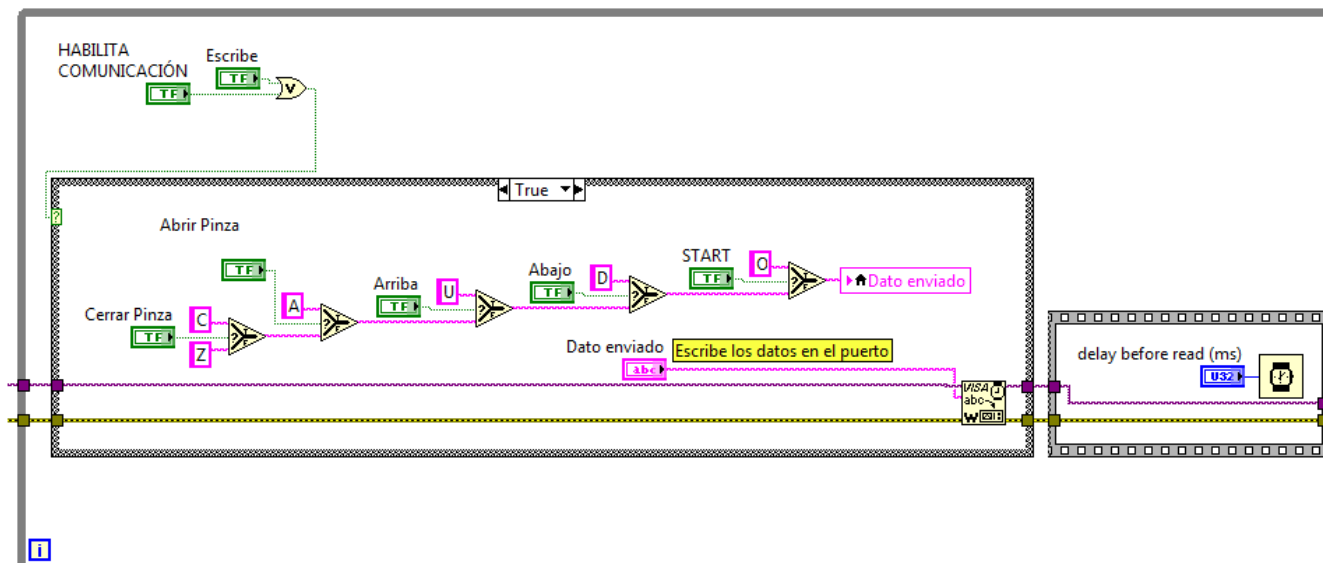 HABILITA
COMUNICACIÓN
TF
Escribe
TF
V
True
?
Abrir Pinza
TF
Cerrar Pinza
TF
C
Z
? T F
A
? T F
Arriba
TF
U
? T F
Abajo
TF
D
? T F
START
TF
O
? T F
Dato enviado
Dato enviado
abc
Escribe los datos en el puerto
VISA
abc
W
delay before read (ms)
U32
i